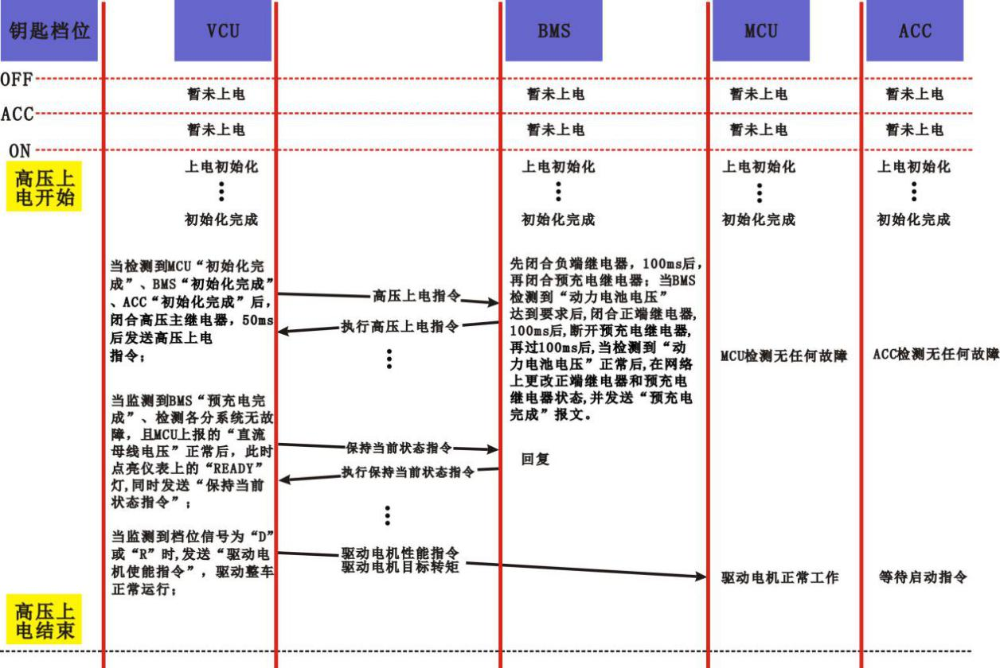 钥匙档位
VCU
BMS
MCU
ACC
OFF
暂未上电
暂未上电
暂未上电
暂未上电
ACC
暂未上电
暂未上电
暂未上电
暂未上电
ON
高压上
电开始
上电初始化
上电初始化
上电初始化
上电初始化
初始化完成
初始化完成
初始化完成
初始化完成
当检测到MCU“初始化完
成”、BMS“初始化完成”
、ACC“初始化完成”后,
闭合高压主继电器，50ms
后发送高压上电
指令;
高压上电指令
执行高压上电指令
先闭合负端继电器，100ms后,
再闭合预充电继电器；当BMS
检测到“动力电池电压”
达到要求后,闭合正端继电器,
100ms后,断开预充电继电器,
再过100ms后,当检测到“动
力电池电压”正常后,在网络
上更改正端继电器和预充电
继电器状态,并发送“预充电
完成”报文。
MCU检测无任何故障
ACC检测无任何故障
当监测到BMS“预充电完
成”、检测各分系统无故
障，且MCU上报的“直流
母线电压”正常后，此时
点亮仪表上的“READY”
灯,同时发送“保持当前
状态指令”;
保持当前状态指令
执行保持当前状态指令
回复
当监测到档位信号为“D”
或“R”时,发送“驱动电
机使能指令”，驱动整车
正常运行;
驱动电机性能指令
驱动电机目标转矩
驱动电机正常工作
等待启动指令
高压上
电结束